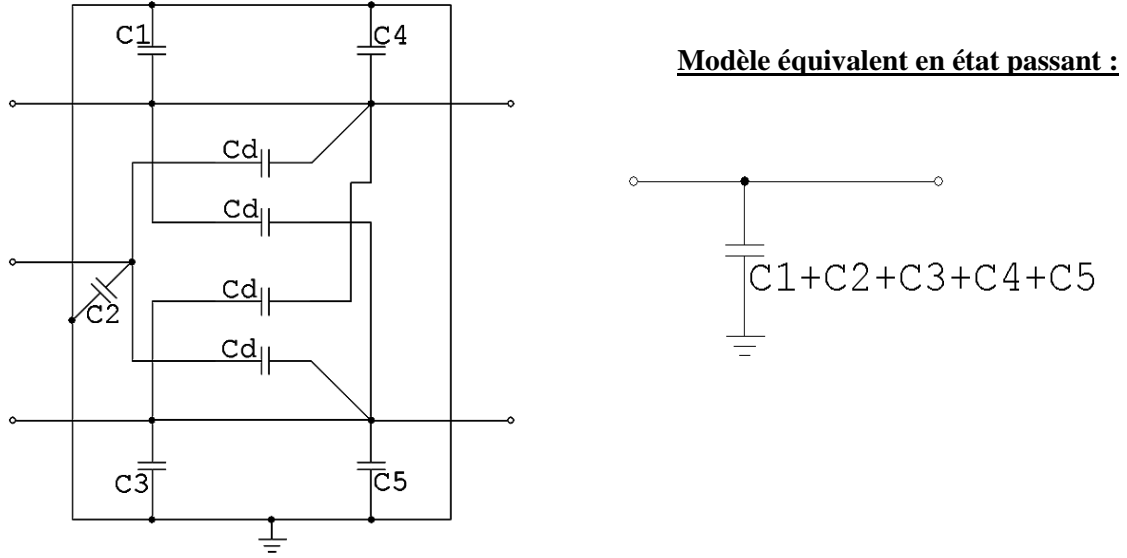 C1
C4
Modèle équivalent en état passant :
Cd
Cd
C2
Cd
Cd
C1+C2+C3+C4+C5
C3
C5